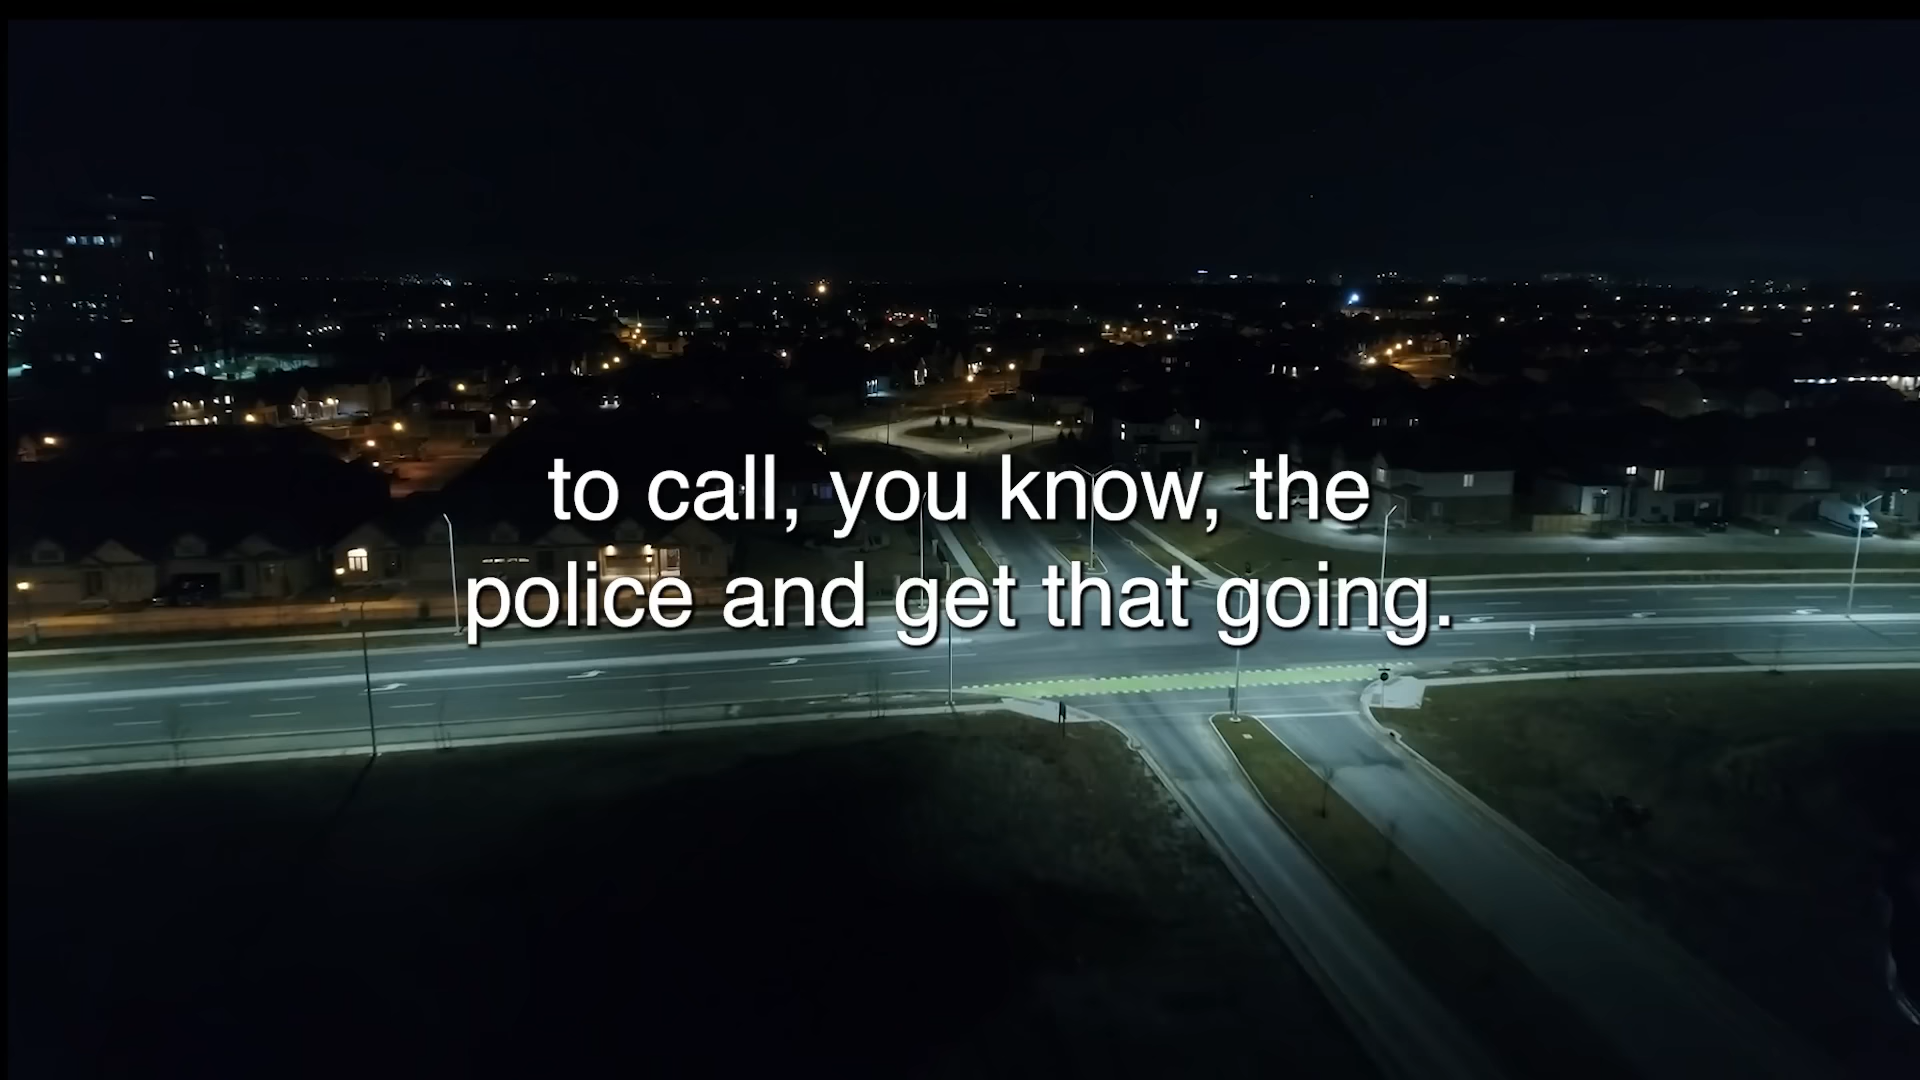 to call, you know, the
police and get that going.